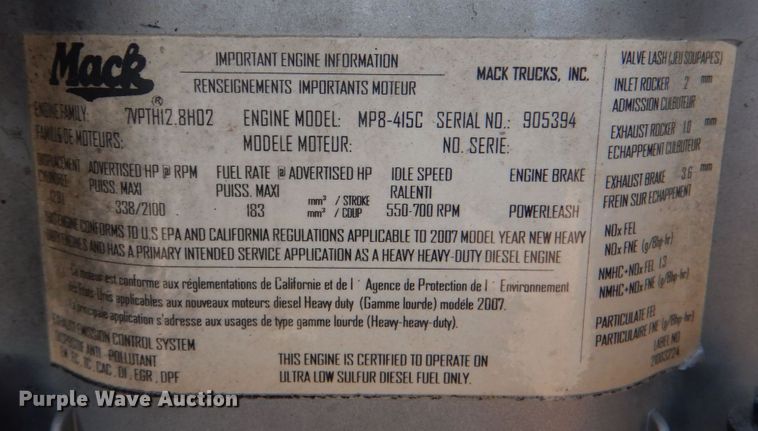 Mack®
IMPORTANT ENGINE INFORMATION
RENSEIGNEMENTS IMPORTANTS MOTEUR
MACK TRUCKS, INC.
ENGINE FAMILY: 7VPTH12.8H02 ENGINE MODEL: MP8-415C SERIAL NO.: 905394
FAMILLE DE MOTEURS: MODELE MOTEUR: NO. SERIE:
DISPLACEMENT ADVERTISED HP @ RPM FUEL RATE @ ADVERTISED HP IDLE SPEED ENGINE BRAKE
CYLINDREE PUISS. MAXI PUISS. MAXI RALENTI
338/2100 183 mm³ / STROKE 550-700 RPM POWERLEASH
mm³ / COUP
ENGINE CONFORMS TO U.S EPA AND CALIFORNIA REGULATIONS APPLICABLE TO 2007 MODEL YEAR NEW HEAVY
DUTY ENGINES AND HAS A PRIMARY INTENDED SERVICE APPLICATION AS A HEAVY HEAVY-DUTY DIESEL ENGINE
Le moteur est conforme aux réglementations de Californie et de l' Agence de Protection de l' Environnement
des Etats-Unis applicables aux nouveaux moteurs diesel Heavy duty (Gamme lourde) modéle 2007.
La principale application s'adresse aux usages de type gamme lourde (Heavy-heavy-duty).
EXHAUST EMISSION CONTROL SYSTEM
DISPOSITIF ANTI-POLLUTANT
EM, TC, CAC, DI, EGR, DPF
THIS ENGINE IS CERTIFIED TO OPERATE ON
ULTRA LOW SULFUR DIESEL FUEL ONLY.
VALVE LASH (JEU SOUPAPES)
INLET ROCKER 2 mm
ADMISSION CULBUTEUR
EXHAUST ROCKER 1.0 mm
ECHAPPEMENT CULBUTEUR
EXHAUST BRAKE 3.6 mm
FREIN SUR ECHAPPEMENT
NOx FEL
NOx FNE (g/Bhp-hr)
NMHC+NOx FEL 1.3
NMHC+NOx FNE (g/Bhp-hr)
PARTICULATE FEL
PARTICULAIRE FNE (g/Bhp-hr)
LABEL NO
Purple Wave Auction